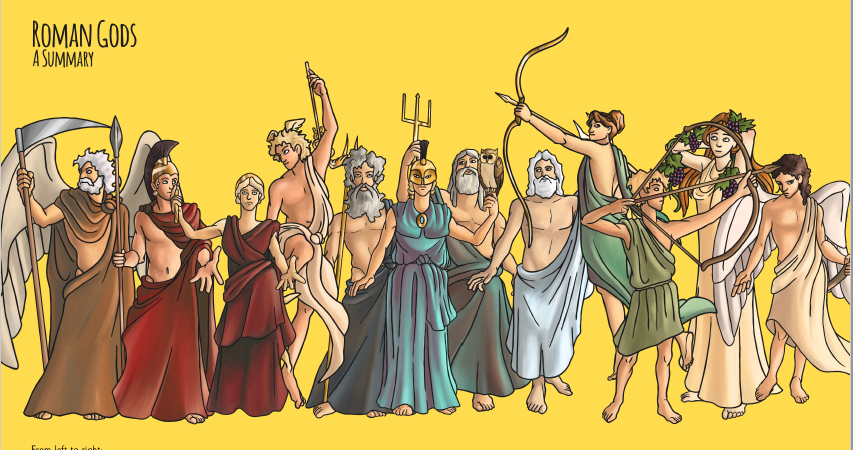 ROMAN GODS
A SUMMARY
From left to right: